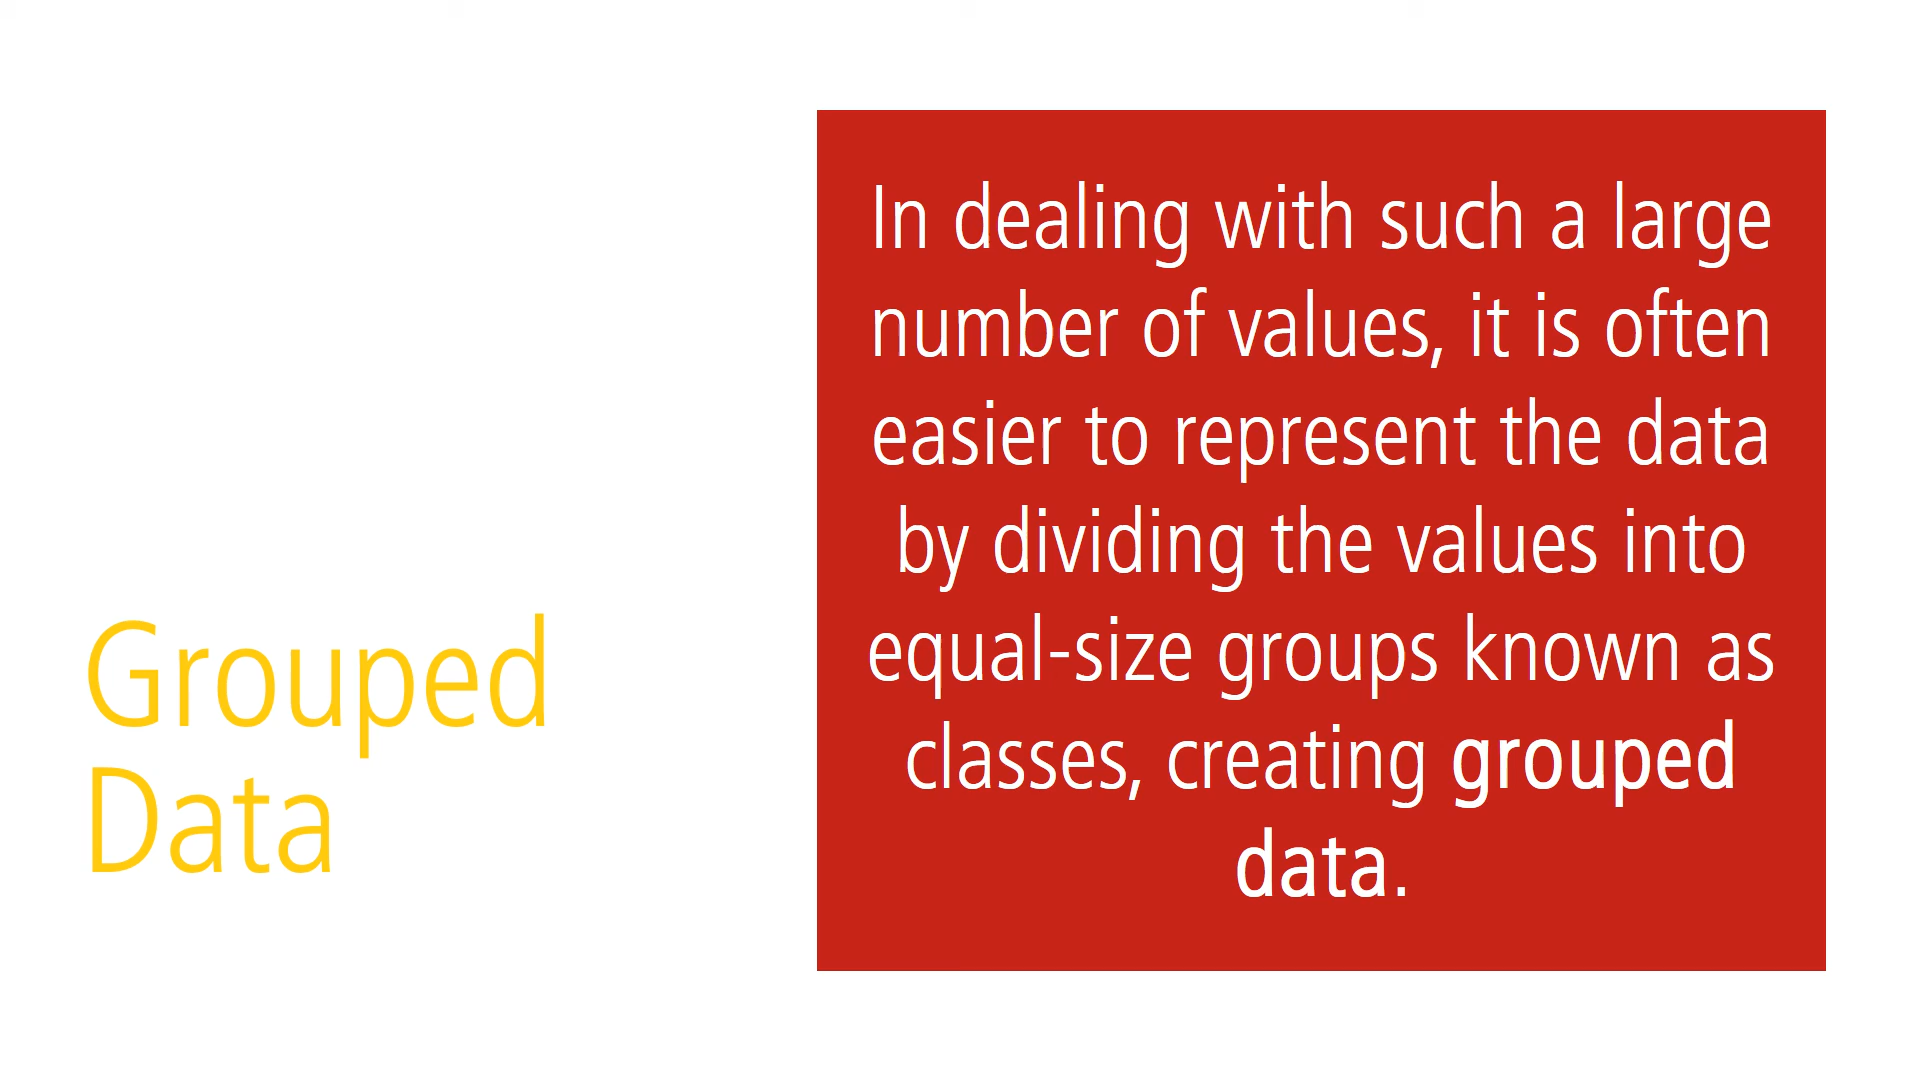 Grouped
Data
In dealing with such a large
number of values, it is often
easier to represent the data
by dividing the values into
equal-size groups known as
classes, creating grouped
data.